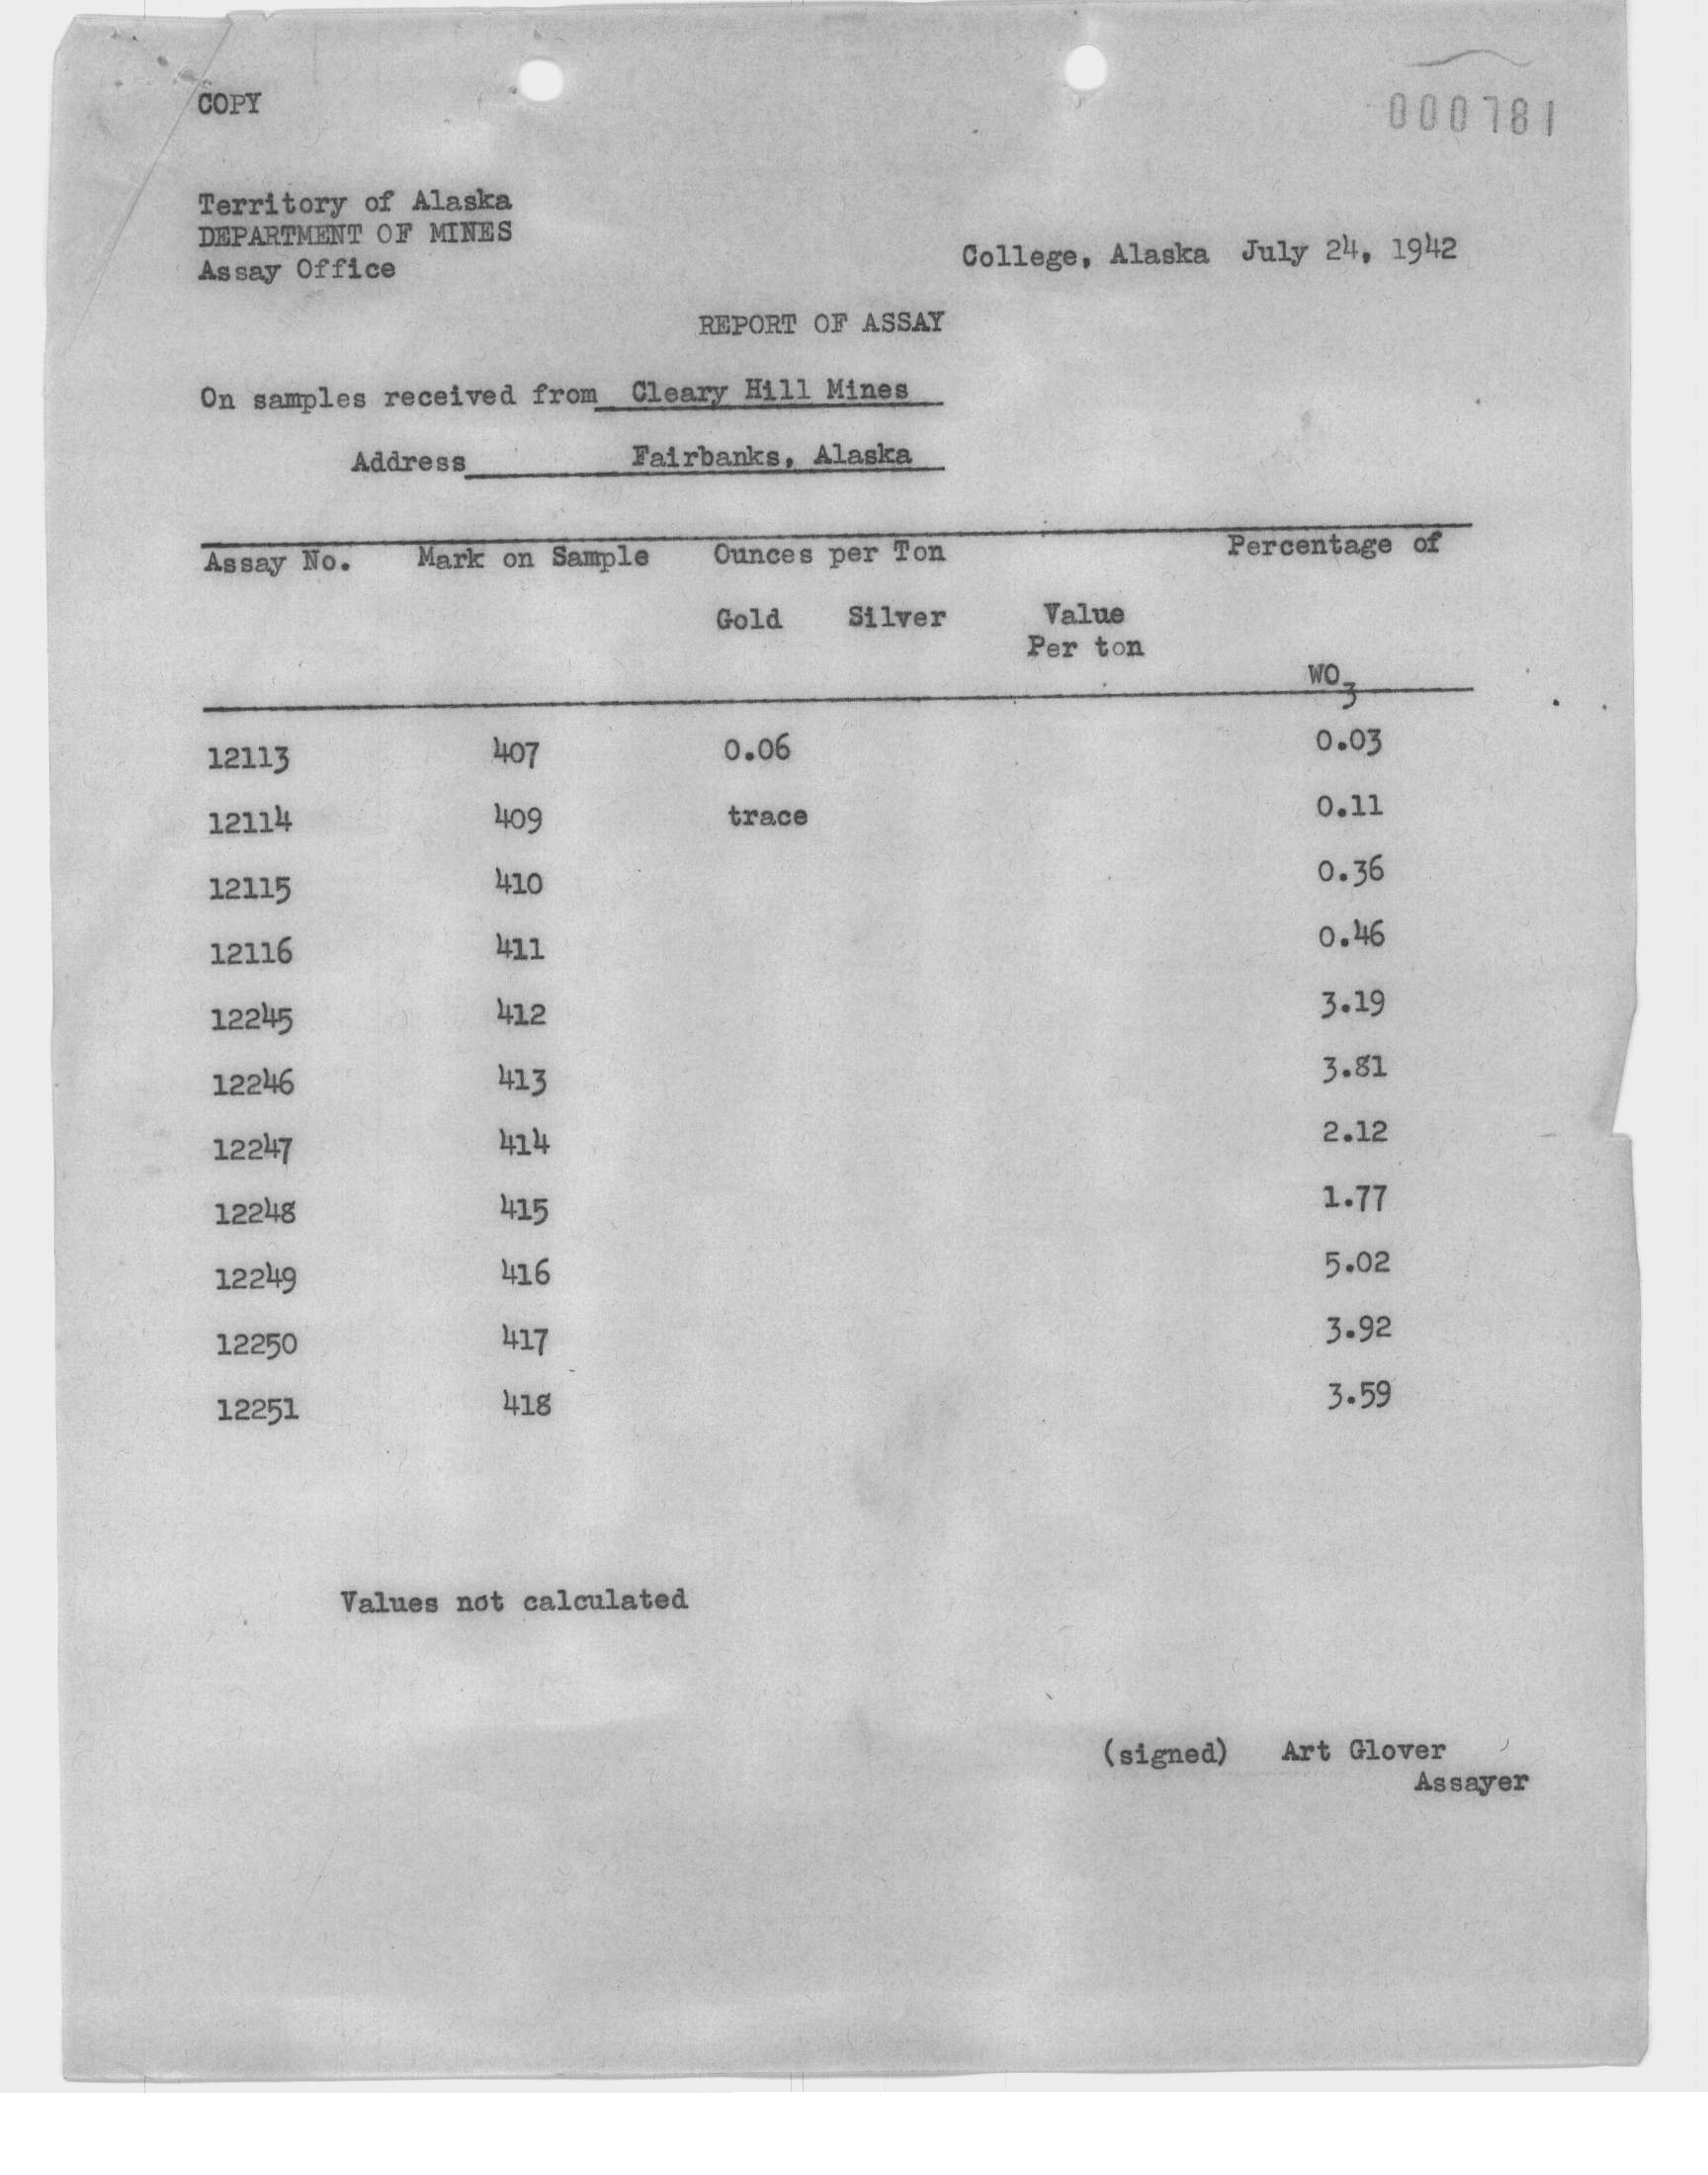 COPY
000781
Territory of Alaska
DEPARTMENT OF MINES
Assay Office
College, Alaska July 24, 1942
REPORT OF ASSAY
On samples received from Cleary Hill Mines
Address Fairbanks, Alaska
Assay No. Mark on Sample Ounces per Ton Percentage of
Gold Silver Value
Per ton
WO3
12113 407 0.06 0.03
12114 409 trace 0.11
12115 410 0.36
12116 411 0.46
12245 412 3.19
12246 413 3.81
12247 414 2.12
12248 415 1.77
12249 416 5.02
12250 417 3.92
12251 418 3.59
Values not calculated
(signed) Art Glover
Assayer